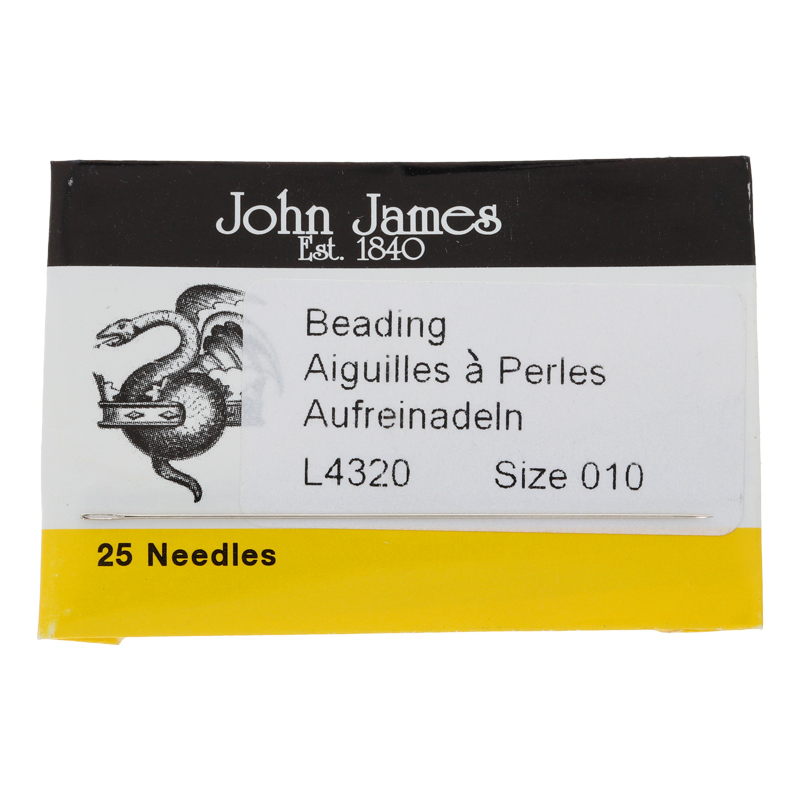 John James
Est. 1840
Beading
Aiguilles à Perles
Aufreinadeln
L4320 Size 010
25 Needles